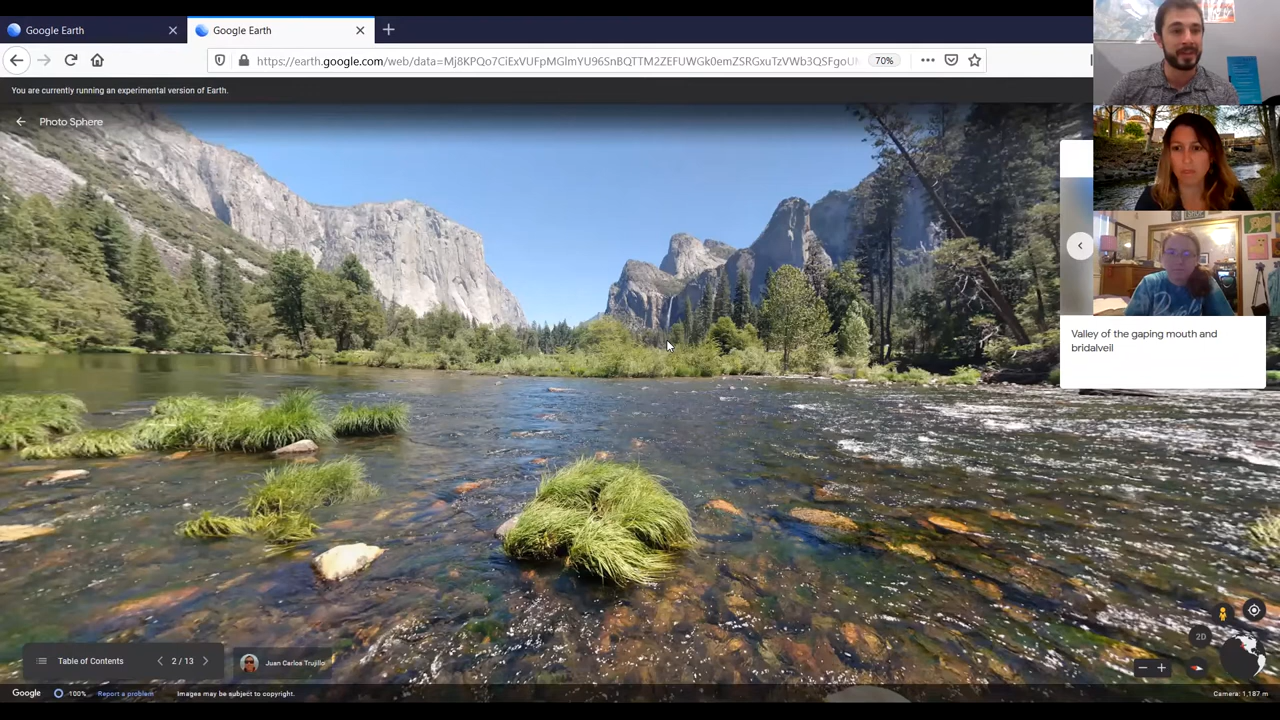 Google Earth
Google Earth
https://earth.google.com/web/data=Mj8KPQo7CiExVUFpMGlmYU96SnBQTTM2ZEFUWGk0emZSRGxuTzVWb3QSFgoU
70%
You are currently running an experimental version of Earth.
Photo Sphere
Valley of the gaping mouth and
bridalveil
2D
Table of Contents
2 / 13
Juan Carlos Trujillo
Google
100%
Report a problem
Images may be subject to copyright.
Camera: 1,187 m